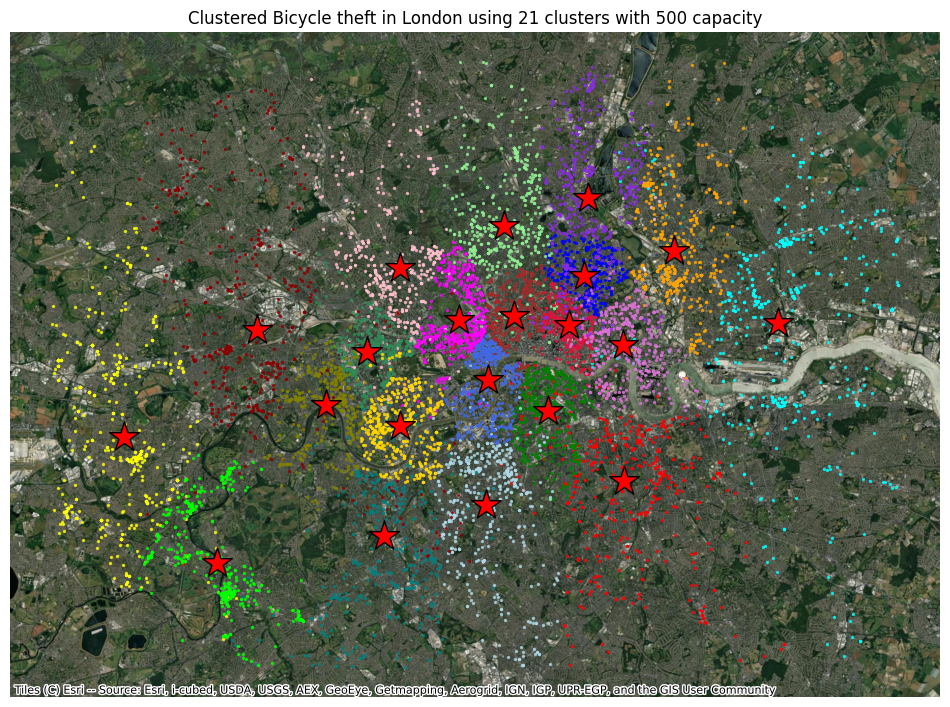 Clustered Bicycle theft in London using 21 clusters with 500 capacity
Tiles (C) Esri -- Source: Esri, i-cubed, USDA, USGS, AEX, GeoEye, Getmapping, Aerogrid, IGN, IGP, UPR-EGP, and the GIS User Community